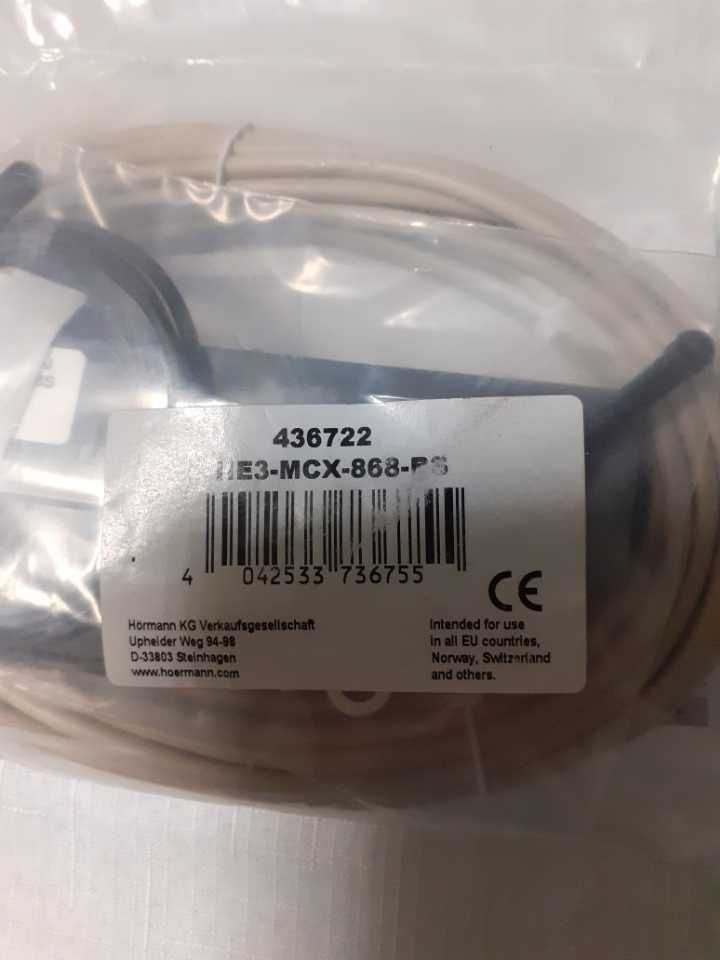 436722
HE3-MCX-868-BS
4 042533 736755
CE
Hörmann KG Verkaufsgesellschaft
Upheider Weg 94-98
D-33803 Steinhagen
www.hoermann.com
Intended for use
in all EU countries,
Norway, Switzerland
and others.